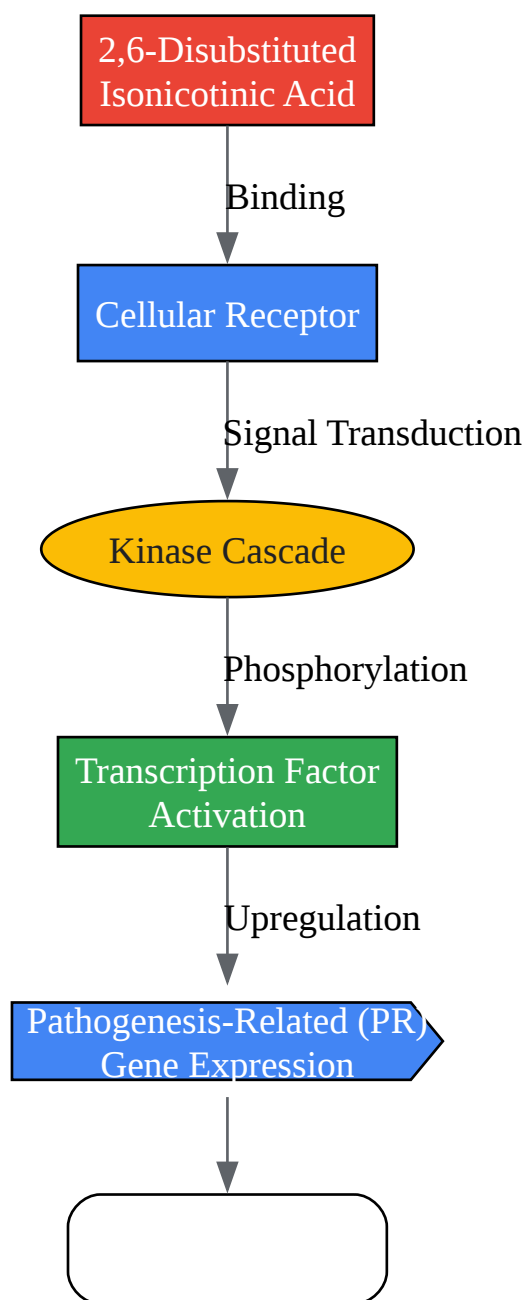 2,6-Disubstituted
Isonicotinic Acid
Binding
Cellular Receptor
Signal Transduction
Kinase Cascade
Phosphorylation
Transcription Factor
Activation
Upregulation
Pathogenesis-Related (PR)
Gene Expression